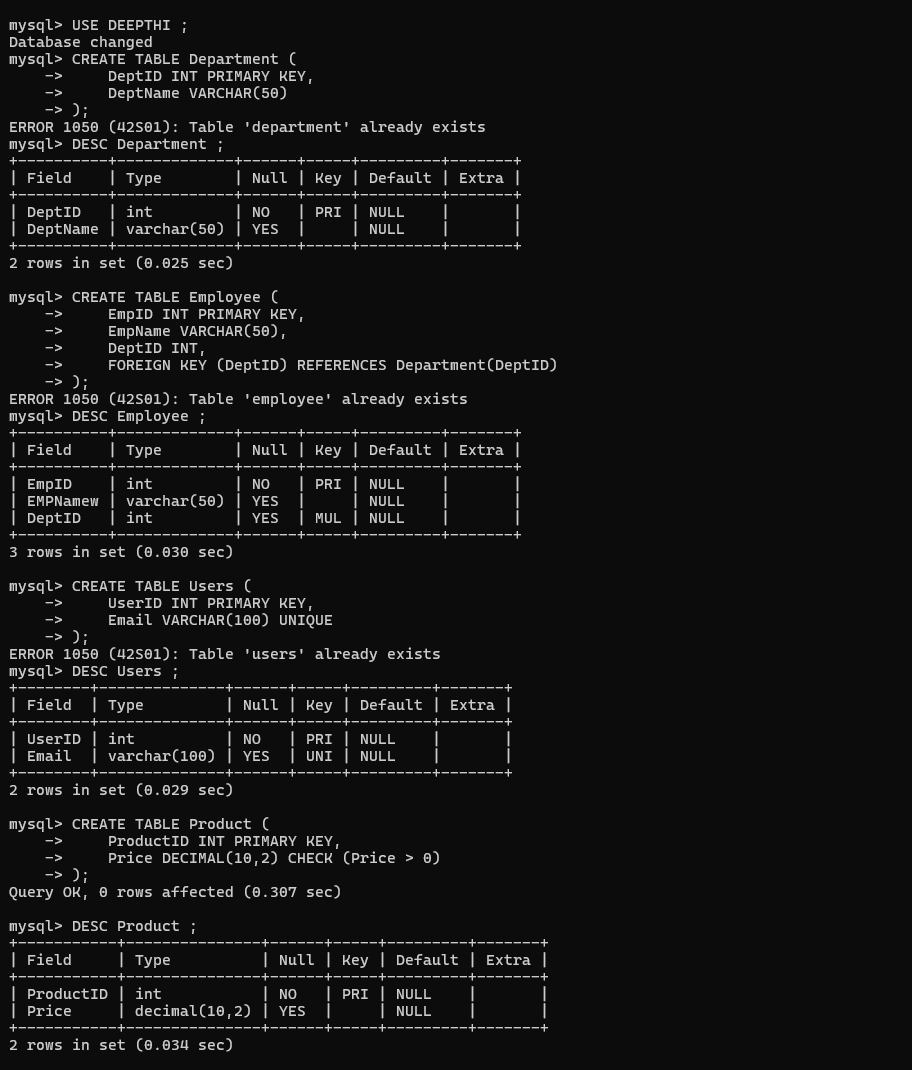 mysql> USE DEEPTHI ;
Database changed
mysql> CREATE TABLE Department (
    ->     DeptID INT PRIMARY KEY,
    ->     DeptName VARCHAR(50)
    -> );
ERROR 1050 (42S01): Table 'department' already exists
mysql> DESC Department ;
+----------+-------------+------+-----+---------+-------+
| Field    | Type        | Null | Key | Default | Extra |
+----------+-------------+------+-----+---------+-------+
| DeptID   | int         | NO   | PRI | NULL    |       |
| DeptName | varchar(50) | YES  |     | NULL    |       |
+----------+-------------+------+-----+---------+-------+
2 rows in set (0.025 sec)

mysql> CREATE TABLE Employee (
    ->     EmpID INT PRIMARY KEY,
    ->     EmpName VARCHAR(50),
    ->     DeptID INT,
    ->     FOREIGN KEY (DeptID) REFERENCES Department(DeptID)
    -> );
ERROR 1050 (42S01): Table 'employee' already exists
mysql> DESC Employee ;
+----------+-------------+------+-----+---------+-------+
| Field    | Type        | Null | Key | Default | Extra |
+----------+-------------+------+-----+---------+-------+
| EmpID    | int         | NO   | PRI | NULL    |       |
| EMPNamew | varchar(50) | YES  |     | NULL    |       |
| DeptID   | int         | YES  | MUL | NULL    |       |
+----------+-------------+------+-----+---------+-------+
3 rows in set (0.030 sec)

mysql> CREATE TABLE Users (
    ->     UserID INT PRIMARY KEY,
    ->     Email VARCHAR(100) UNIQUE
    -> );
ERROR 1050 (42S01): Table 'users' already exists
mysql> DESC Users ;
+--------+--------------+------+-----+---------+-------+
| Field  | Type         | Null | Key | Default | Extra |
+--------+--------------+------+-----+---------+-------+
| UserID | int          | NO   | PRI | NULL    |       |
| Email  | varchar(100) | YES  | UNI | NULL    |       |
+--------+--------------+------+-----+---------+-------+
2 rows in set (0.029 sec)

mysql> CREATE TABLE Product (
    ->     ProductID INT PRIMARY KEY,
    ->     Price DECIMAL(10,2) CHECK (Price > 0)
    -> );
Query OK, 0 rows affected (0.307 sec)

mysql> DESC Product ;
+-----------+---------------+------+-----+---------+-------+
| Field     | Type          | Null | Key | Default | Extra |
+-----------+---------------+------+-----+---------+-------+
| ProductID | int           | NO   | PRI | NULL    |       |
| Price     | decimal(10,2) | YES  |     | NULL    |       |
+-----------+---------------+------+-----+---------+-------+
2 rows in set (0.034 sec)